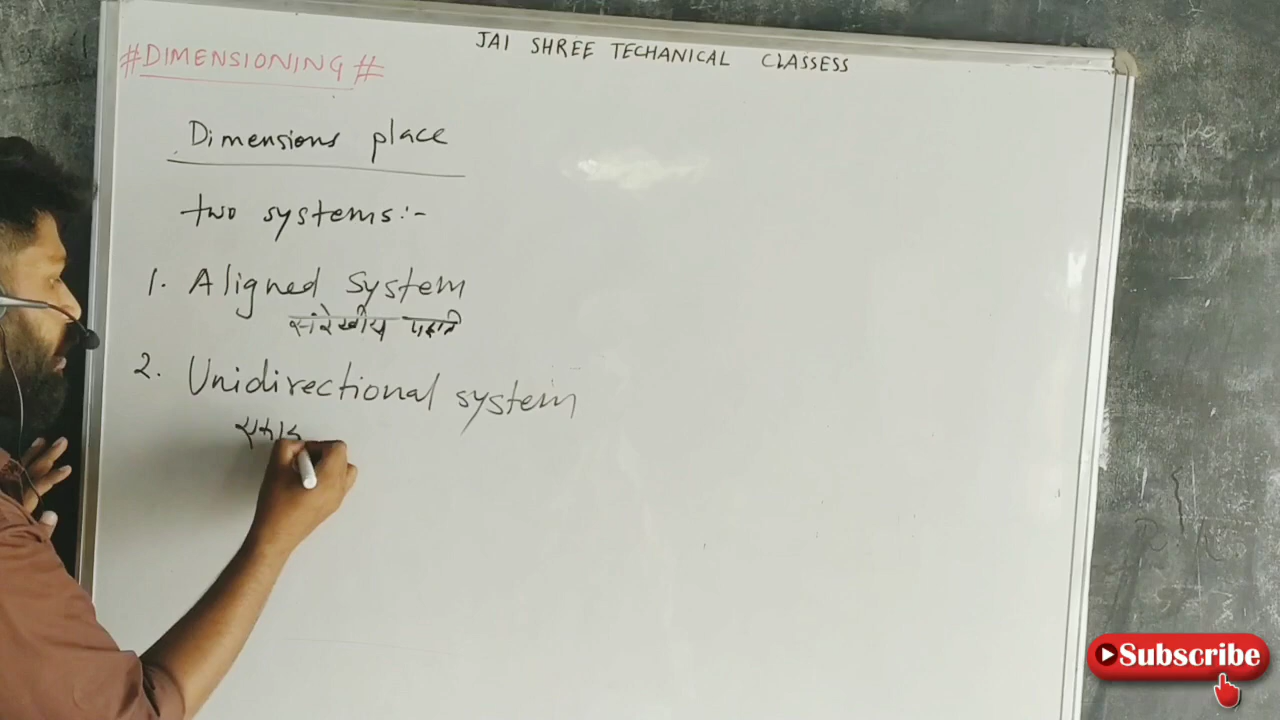 JAI SHREE TECHANICAL CLASSESS
#DIMENSIONING#
Dimensions place
two systems:-
1. Aligned System
सांरेखीय पद्धति
2. Unidirectional system
Subscribe